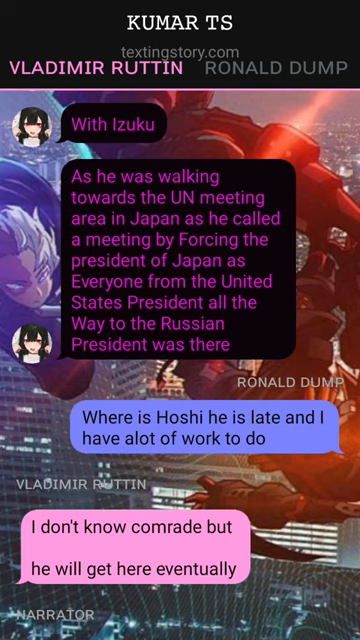 KUMAR TS
textingstory.com
VLADIMIR RUTTIN RONALD DUMP
With Izuku
As he was walking
towards the UN meeting
area in Japan as he called
a meeting by Forcing the
president of Japan as
Everyone from the United
States President all the
Way to the Russian
President was there
RONALD DUMP
Where is Hoshi he is late and I
have alot of work to do
VLADIMIR RUTTIN
I don't know comrade but
he will get here eventually
NARRATOR